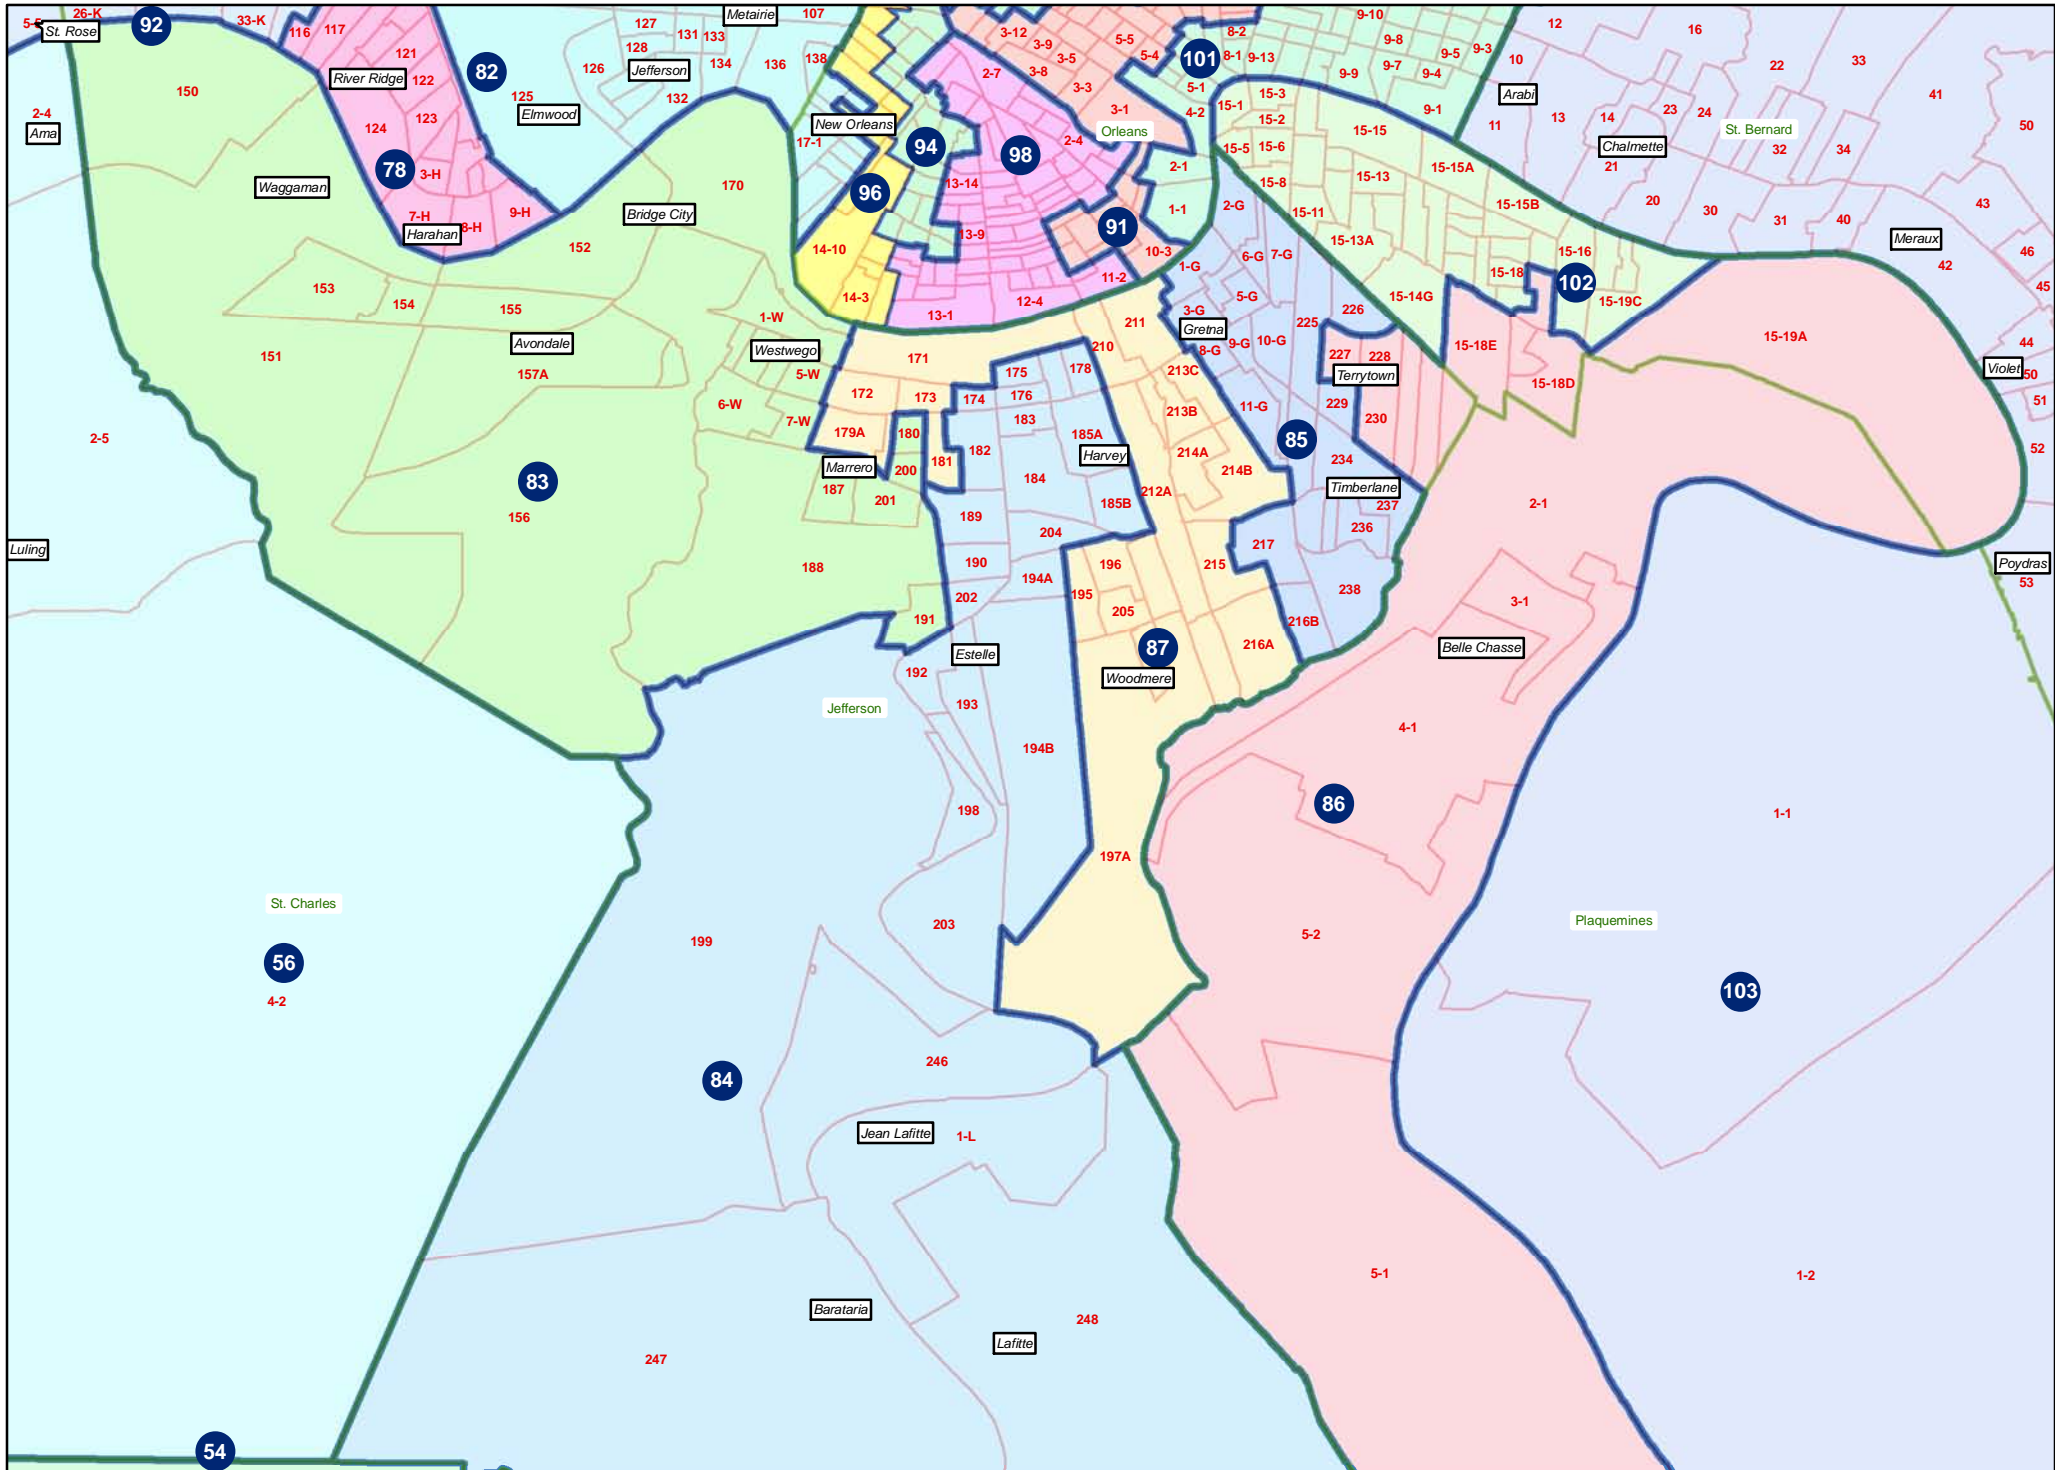 5-5
26-K
92
33-K
116
117
St. Rose
127
Metairie
107
131
133
128
126
Jefferson
134
136
138
132
82
125
Elmwood
121
River Ridge
122
123
124
78
3-H
7-H
8-H
9-H
Harahan
150
2-4
Ama
Waggaman
170
Bridge City
152
153
154
155
Avondale
151
157A
1-W
Westwego
5-W
6-W
7-W
83
156
2-5
Luling
188
191
New Orleans
17-1
94
96
98
2-7
2-4
13-14
13-9
14-10
14-3
13-1
12-4
11-2
91
10-3
3-12
3-9
3-5
3-8
3-3
3-1
5-5
5-4
Orleans
101
8-2
8-1
9-13
5-1
4-2
2-1
1-1
9-10
9-8
9-7
9-9
9-5
9-4
9-3
9-1
15-1
15-3
15-2
15-5
15-6
15-8
15-15
15-15A
15-13
15-11
15-13A
15-15B
15-16
15-18
102
15-19C
15-14G
15-18E
15-18D
15-19A
12
16
10
22
33
41
50
Arabi
11
13
14
23
24
St. Bernard
Chalmette
21
32
34
20
30
31
40
43
Meraux
42
46
45
44
Violet
50
51
52
Poydras
53
2-G
6-G
7-G
1-G
5-G
3-G
Gretna
8-G
9-G
10-G
11-G
225
226
227
228
Terrytown
229
230
85
234
Timberlane
237
236
217
238
216B
171
172
173
179A
210
211
213C
213B
214A
214B
212A
215
216A
175
178
174
176
183
185A
Harvey
182
184
185B
180
181
Marrero
200
187
201
189
204
190
194A
202
196
195
205
87
Woodmere
Estelle
192
193
Jefferson
194B
198
197A
203
199
84
246
Jean Lafitte
1-L
Barataria
Lafitte
247
248
St. Charles
56
4-2
54
2-1
3-1
Belle Chasse
4-1
86
5-2
5-1
Plaquemines
103
1-1
1-2